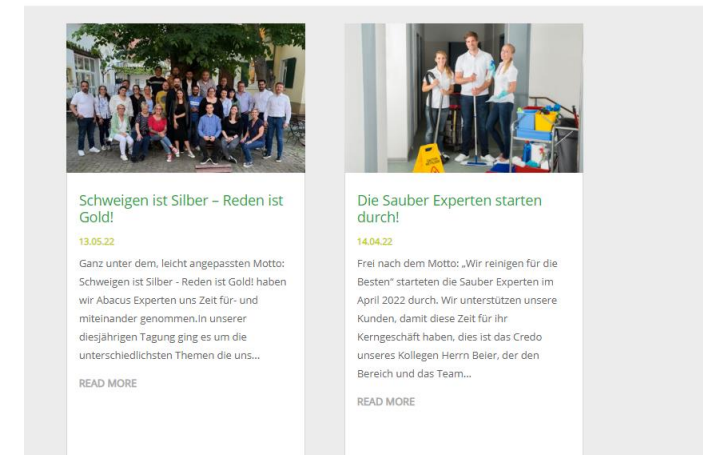 Schweigen ist Silber – Reden ist
Gold!
13.05.22
Ganz unter dem, leicht angepassten Motto:
Schweigen ist Silber - Reden ist Gold! haben
wir Abacus Experten uns Zeit für- und
miteinander genommen.In unserer
diesjährigen Tagung ging es um die
unterschiedlichsten Themen die uns...
READ MORE
Die Sauber Experten starten
durch!
14.04.22
Frei nach dem Motto: „Wir reinigen für die
Besten" starteten die Sauber Experten im
April 2022 durch. Wir unterstützen unsere
Kunden, damit diese Zeit für ihr
Kerngeschäft haben, dies ist das Credo
unseres Kollegen Herrn Beier, der den
Bereich und das Team...
READ MORE